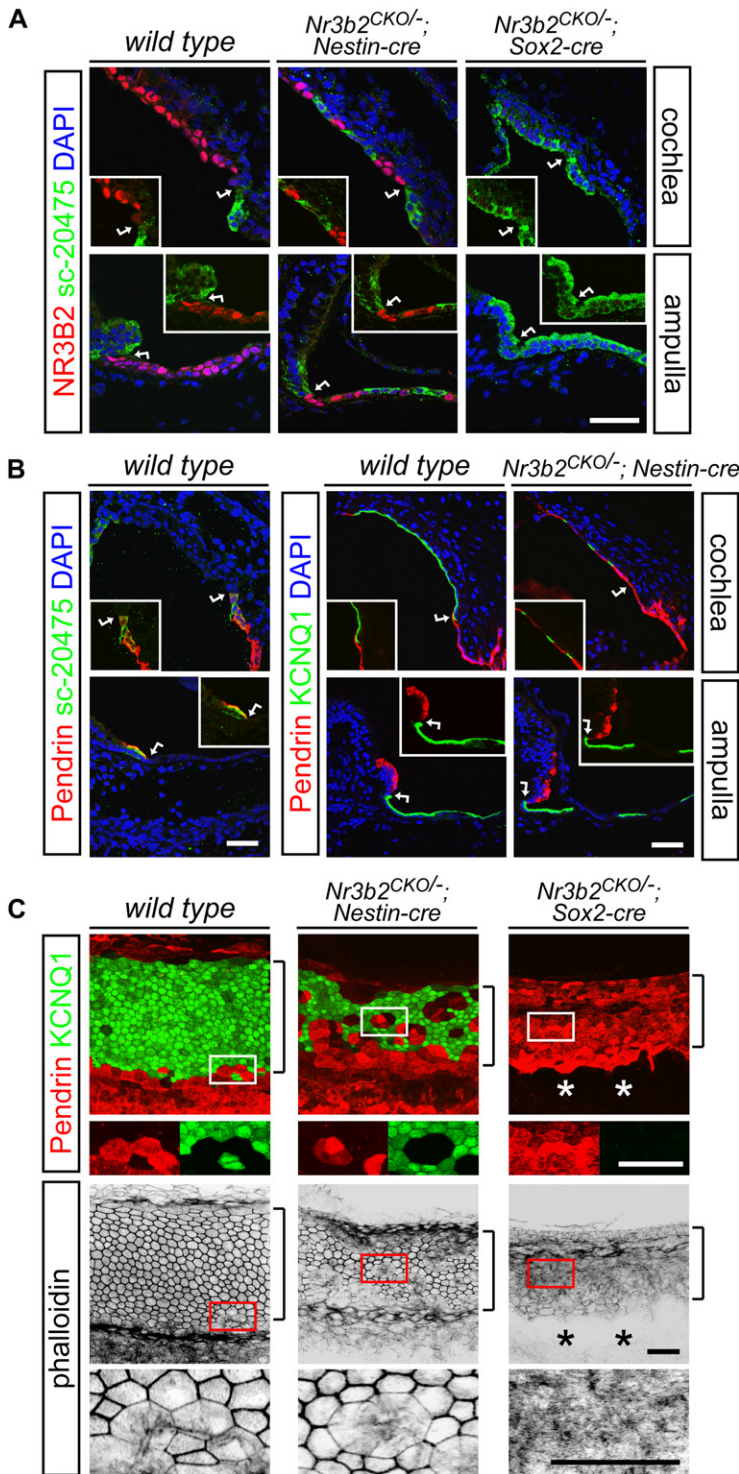 A
wild type
Nr3b2CKO/-;
Nestin-cre
Nr3b2CKO/-;
Sox2-cre
NR3B2 sc-20475 DAPI
cochlea
ampulla
B
wild type
wild type
Nr3b2CKO/-; Nestin-cre
Pendrin sc-20475 DAPI
Pendrin KCNQ1 DAPI
cochlea
ampulla
C
wild type
Nr3b2CKO/-;
Nestin-cre
Nr3b2CKO/-;
Sox2-cre
Pendrin KCNQ1
* *
phalloidin
* *